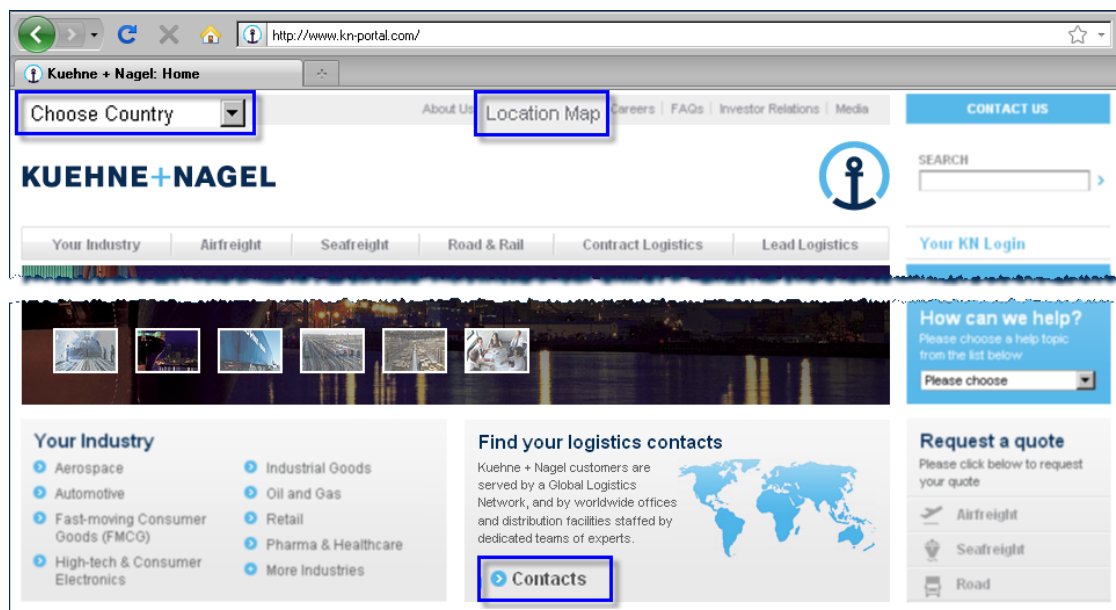 http://www.kn-portal.com/
Kuehne + Nagel: Home
Choose Country
About Us Location Map Careers | FAQs | Investor Relations | Media
CONTACT US
KUEHNE+NAGEL
SEARCH
Your Industry
Airfreight
Seafreight
Road & Rail
Contract Logistics
Lead Logistics
Your KN Login
How can we help?
Please choose a help topic
from the list below
Please choose
Your Industry
Aerospace
Automotive
Fast-moving Consumer
Goods (FMCG)
High-tech & Consumer
Electronics
Industrial Goods
Oil and Gas
Retail
Pharma & Healthcare
More Industries
Find your logistics contacts
Kuehne + Nagel customers are
served by a Global Logistics
Network, and by worldwide offices
and distribution facilities staffed by
dedicated teams of experts.
Contacts
Request a quote
Please click below to request
your quote
Airfreight
Seafreight
Road